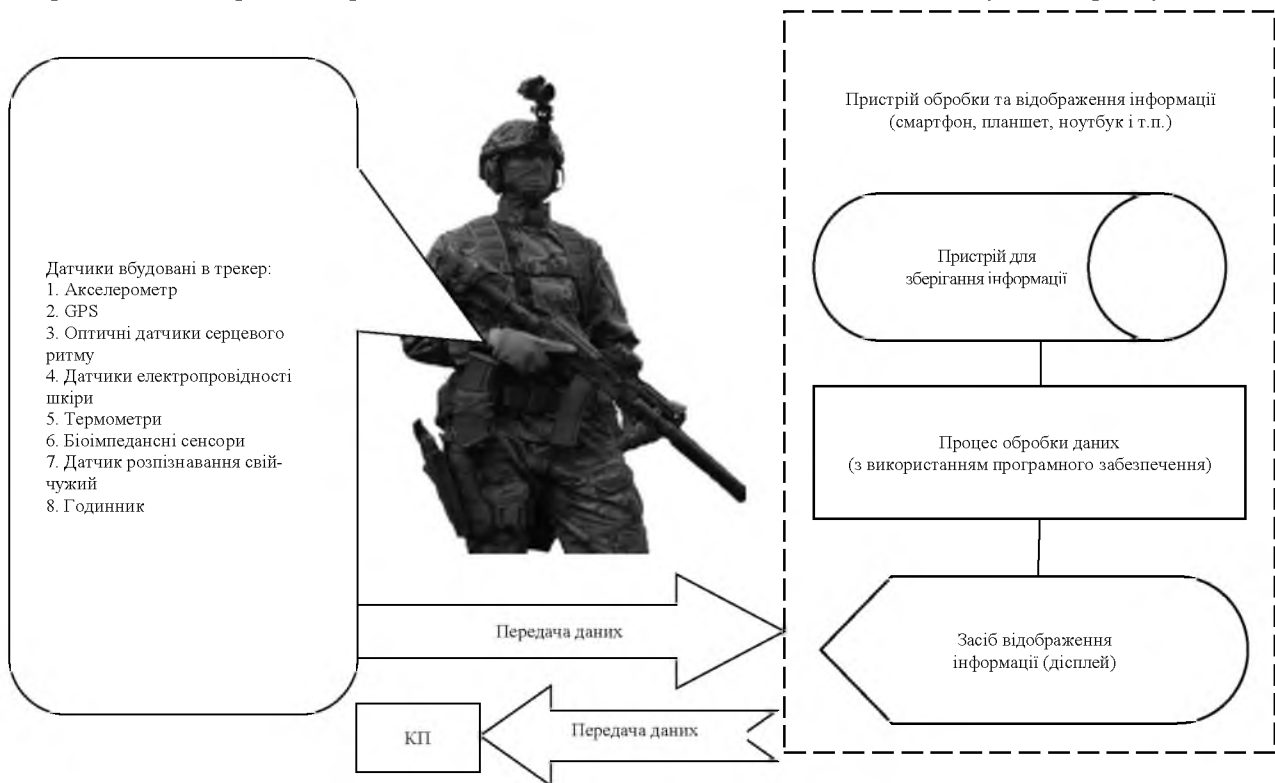 Датчики вбудовані в трекер:
1. Акселерометр
2. GPS
3. Оптичні датчики серцевого
ритму
4. Датчики електропровідності
шкіри
5. Термометри
6. Біоімпедансні сенсори
7. Датчик розпізнавання свій-
чужий
8. Годинник
Пристрій обробки та відображення інформації
(смартфон, планшет, ноутбук і т.п.)
Пристрій для
зберігання інформації
Процес обробки даних
(з використанням програмного забезпечення)
Засіб відображення
інформації (дісплей)
Передача даних
Передача даних
КП